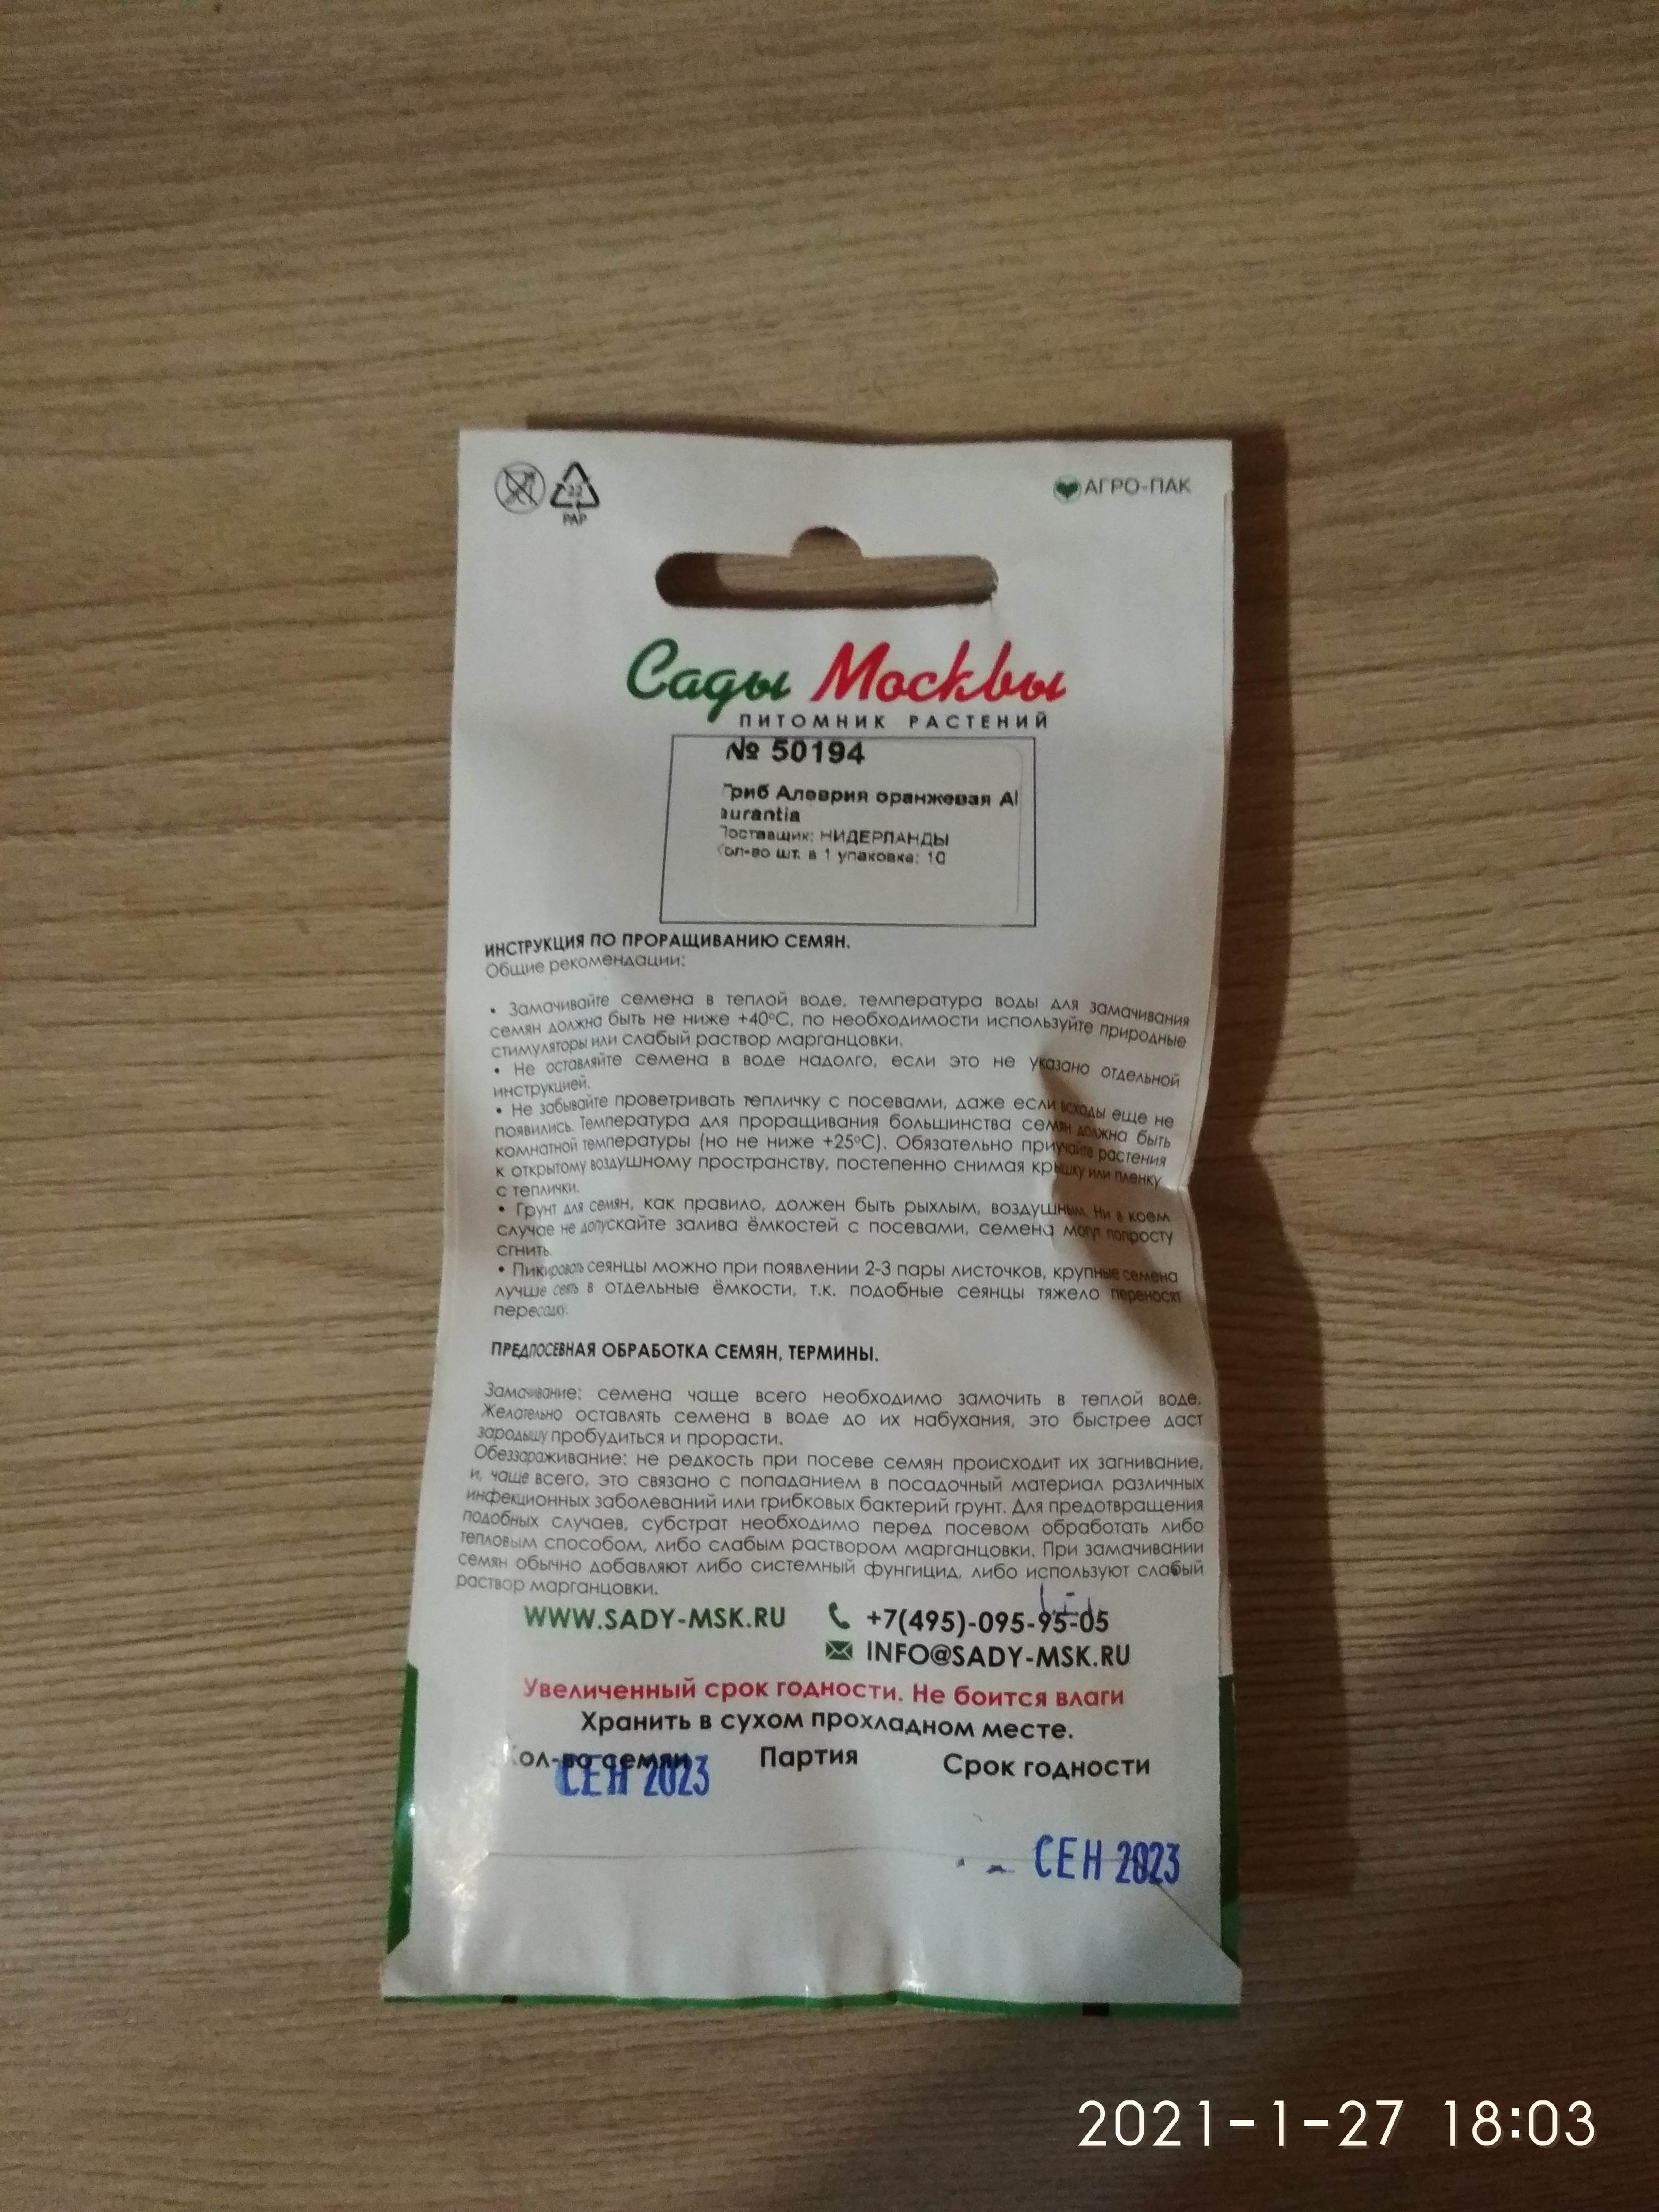 22
PAP
АГРО-ПАК
Сады Москвы
ПИТОМНИК РАСТЕНИЙ
№ 50194
Гриб Алеврия оранжевая Al
aurantia
Поставщик: НИДЕРЛАНДЫ
Кол-во шт. в 1 упаковке: 10
ИНСТРУКЦИЯ ПО ПРОРАЩИВАНИЮ СЕМЯН.
Общие рекомендации:
• Замачивайте семена в теплой воде, температура воды для замачивания
семян должна быть не ниже +40°С, по необходимости используйте природные
стимуляторы или слабый раствор марганцовки.
• Не оставляйте семена в воде надолго, если это не указано отдельной
инструкцией.
• Не забывайте проветривать тепличку с посевами, даже если всходы еще не
появились. Температура для проращивания большинства семян должна быть
комнатной температуры (но не ниже +25°С). Обязательно приучайте растения
к открытому воздушному пространству, постепенно снимая крышку или пленку
с теплички.
• Грунт для семян, как правило, должен быть рыхлым, воздушным. Ни в коем
случае не допускайте залива ёмкостей с посевами, семена могут попросту
сгнить.
• Пикировать сеянцы можно при появлении 2-3 пары листочков, крупные семена
лучше сеять в отдельные ёмкости, т.к. подобные сеянцы тяжело переносят
пересадку.
ПРЕДПОСЕВНАЯ ОБРАБОТКА СЕМЯН, ТЕРМИНЫ.
Замачивание: семена чаще всего необходимо замочить в теплой воде.
Желательно оставлять семена в воде до их набухания, это быстрее даст
зародышу пробудиться и прорасти.
Обеззараживание: не редкость при посеве семян происходит их загнивание,
и, чаще всего, это связано с попаданием в посадочный материал различных
инфекционных заболеваний или грибковых бактерий грунт. Для предотвращения
подобных случаев, субстрат необходимо перед посевом обработать либо
тепловым способом, либо слабым раствором марганцовки. При замачивании
семян обычно добавляют либо системный фунгицид, либо используют слабый
раствор марганцовки.
WWW.SADY-MSK.RU +7(495)-095-95-05
INFO@SADY-MSK.RU
Увеличенный срок годности. Не боится влаги
Хранить в сухом прохладном месте.
Кол-во семян Партия Срок годности
СЕН 2023
СЕН 2023
2021-1-27 18:03